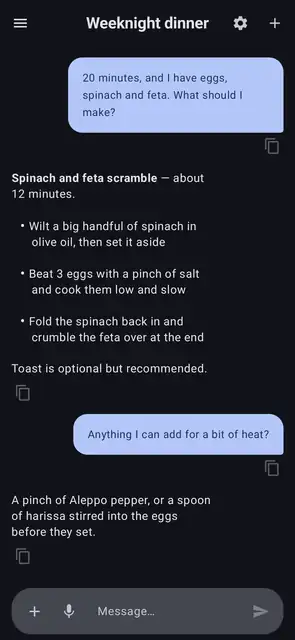 Weeknight dinner
20 minutes, and I have eggs,
spinach and feta. What should I
make?
Spinach and feta scramble — about
12 minutes.
• Wilt a big handful of spinach in
olive oil, then set it aside
• Beat 3 eggs with a pinch of salt
and cook them low and slow
• Fold the spinach back in and
crumble the feta over at the end
Toast is optional but recommended.
Anything I can add for a bit of heat?
A pinch of Aleppo pepper, or a spoon
of harissa stirred into the eggs
before they set.
Message…